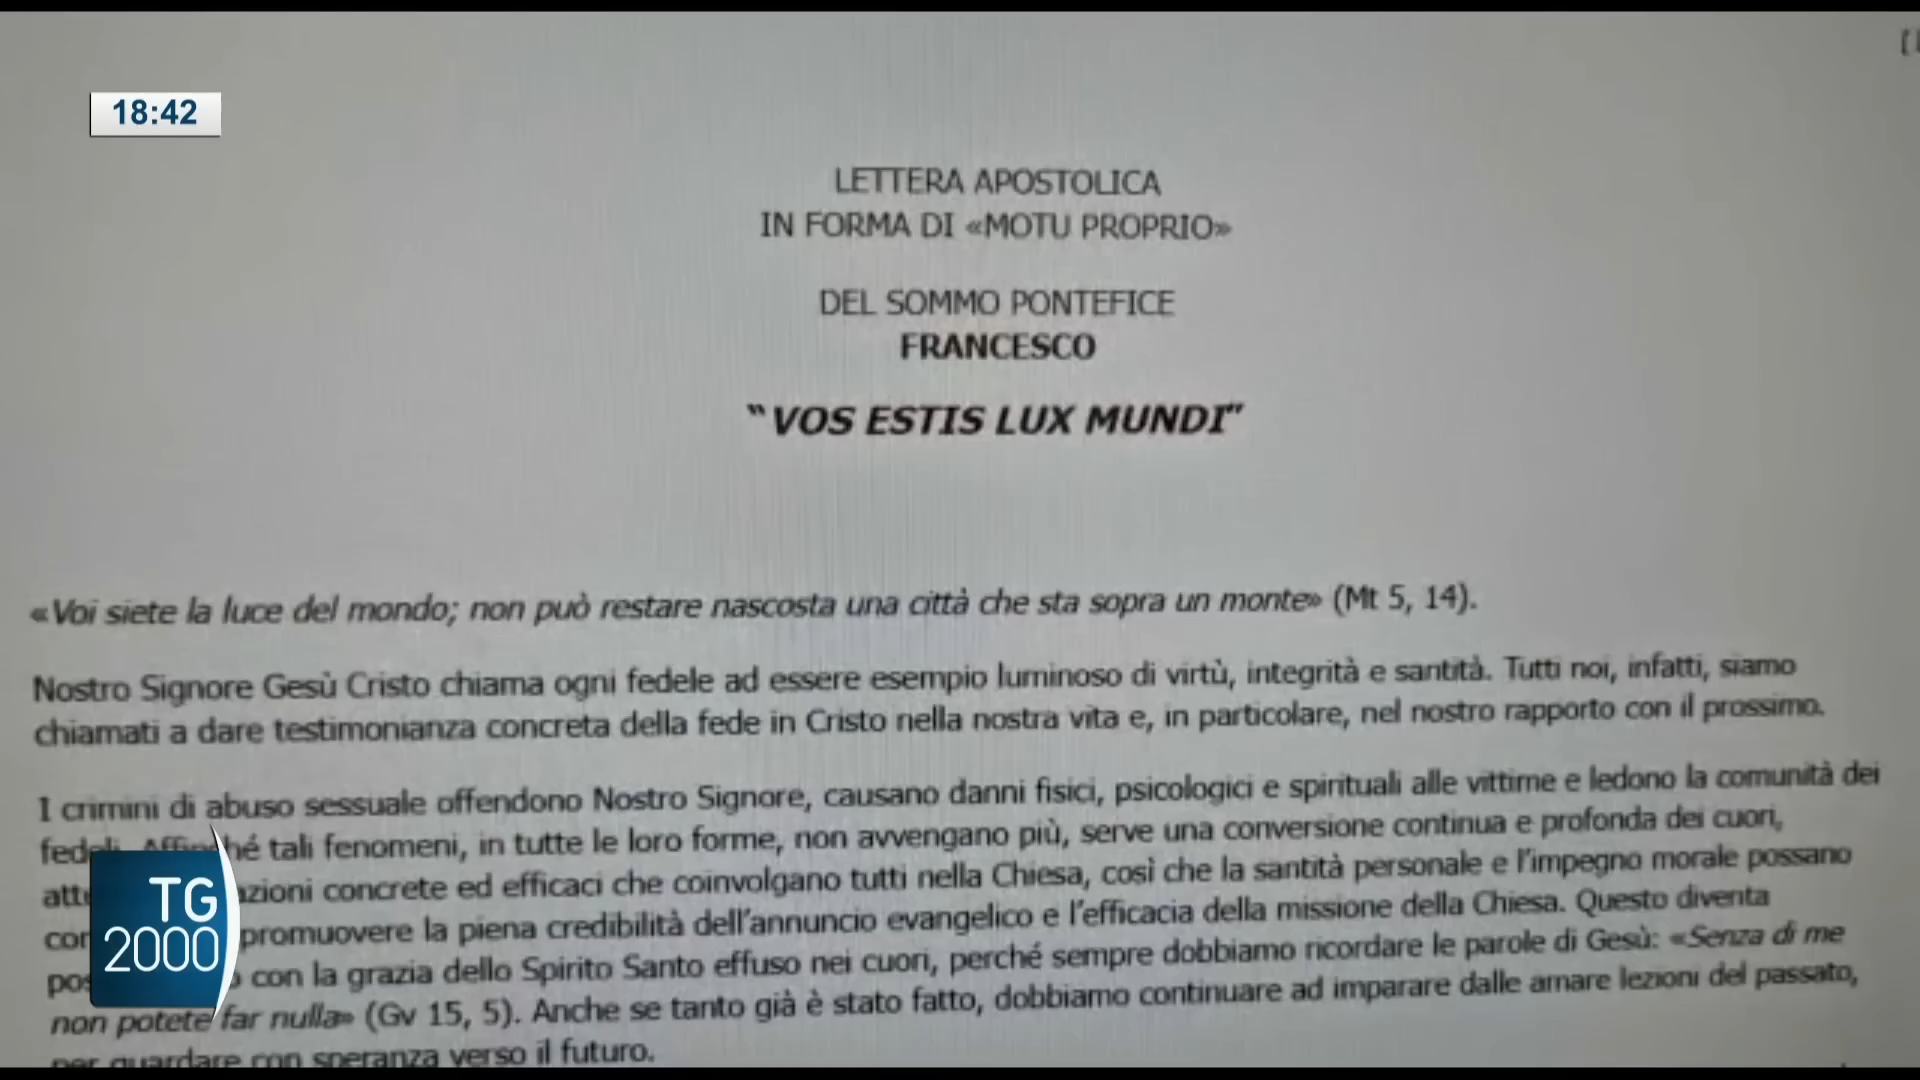 [
18:42
LETTERA APOSTOLICA
IN FORMA DI «MOTU PROPRIO»
DEL SOMMO PONTEFICE
FRANCESCO
"VOS ESTIS LUX MUNDI"
«Voi siete la luce del mondo; non può restare nascosta una città che sta sopra un monte» (Mt 5, 14).
Nostro Signore Gesù Cristo chiama ogni fedele ad essere esempio luminoso di virtù, integrità e santità. Tutti noi, infatti, siamo
chiamati a dare testimonianza concreta della fede in Cristo nella nostra vita e, in particolare, nel nostro rapporto con il prossimo.
I crimini di abuso sessuale offendono Nostro Signore, causano danni fisici, psicologici e spirituali alle vittime e ledono la comunità dei
tali fenomeni, in tutte le loro forme, non avvengano più, serve una conversione continua e profonda dei cuori,
concrete ed efficaci che coinvolgano tutti nella Chiesa, così che la santità personale e l'impegno morale possano
promuovere la piena credibilità dell'annuncio evangelico e l'efficacia della missione della Chiesa. Questo diventa
con la grazia dello Spirito Santo effuso nei cuori, perché sempre dobbiamo ricordare le parole di Gesù: «Senza di me
non potete far nulla» (Gv 15, 5). Anche se tanto già è stato fatto, dobbiamo continuare ad imparare dalle amare lezioni del passato,
per guardare con speranza verso il futuro.
TG
2000